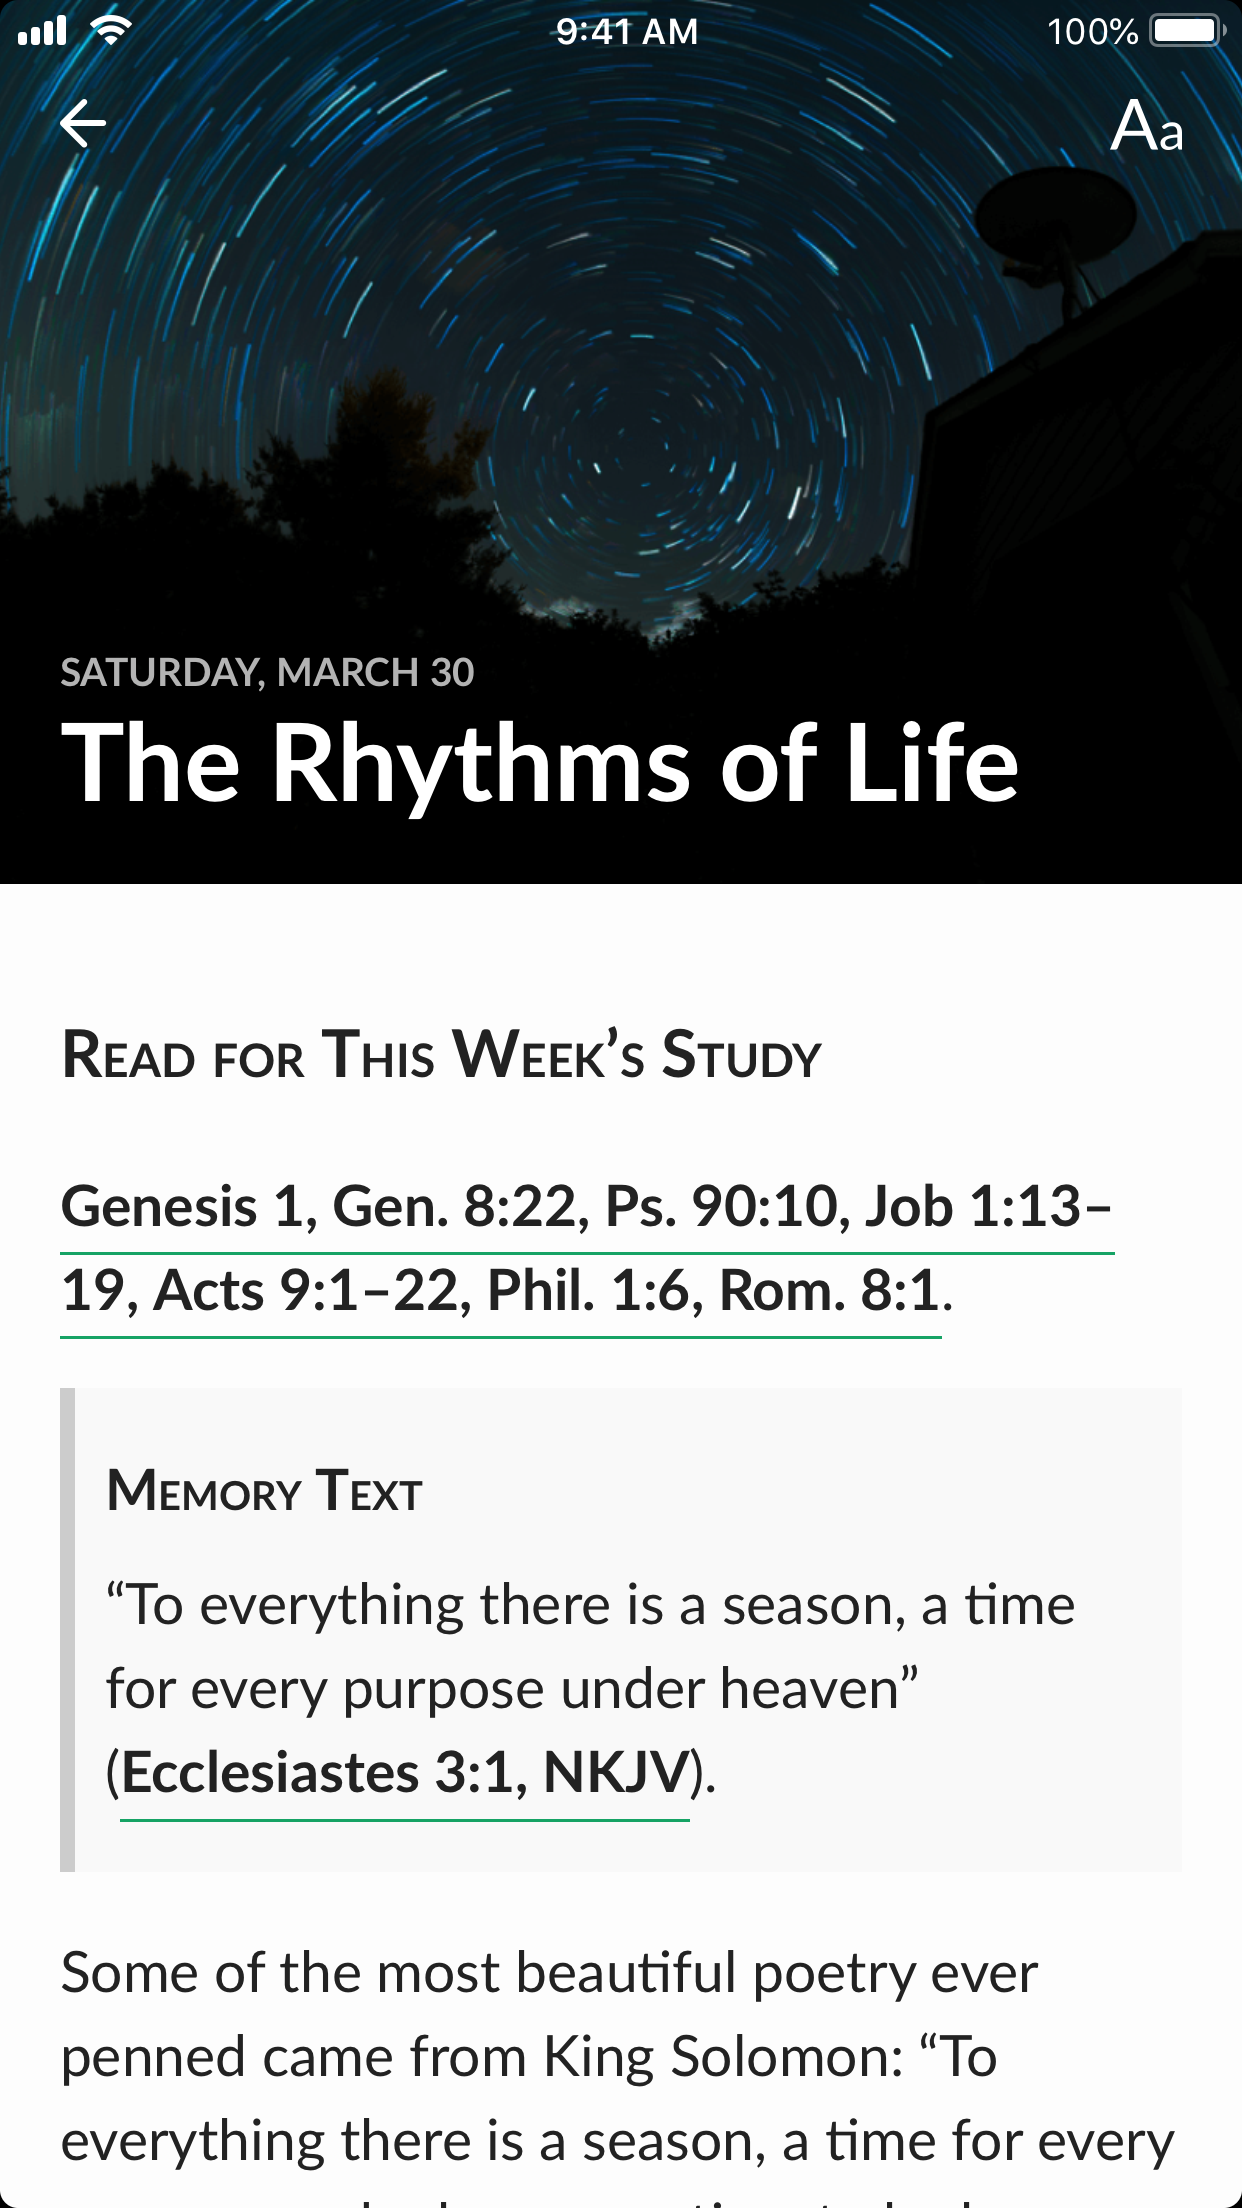 9:41 AM
100%
Aa
SATURDAY, MARCH 30
The Rhythms of Life
Read for This Week’s Study
Genesis 1, Gen. 8:22, Ps. 90:10, Job 1:13–
19, Acts 9:1–22, Phil. 1:6, Rom. 8:1.
Memory Text
“To everything there is a season, a time
for every purpose under heaven”
(Ecclesiastes 3:1, NKJV).
Some of the most beautiful poetry ever
penned came from King Solomon: “To
everything there is a season, a time for every